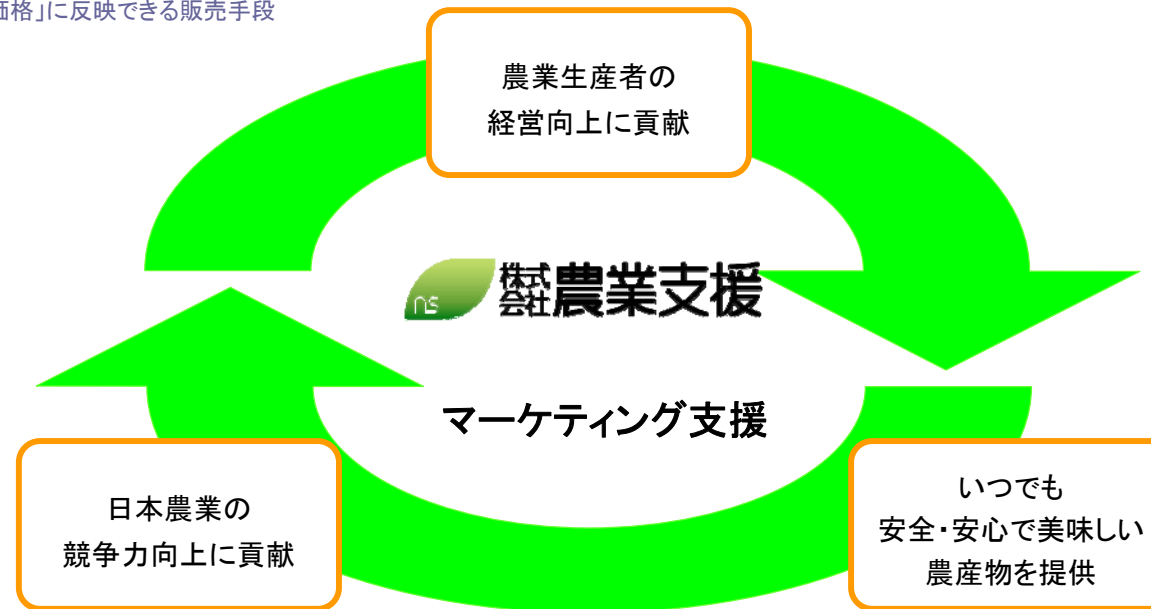 価格」に反映できる販売手段
農業生産者の
経営向上に貢献
株式会社農業支援
ns
マーケティング支援
日本農業の
競争力向上に貢献
いつでも
安全・安心で美味しい
農産物を提供